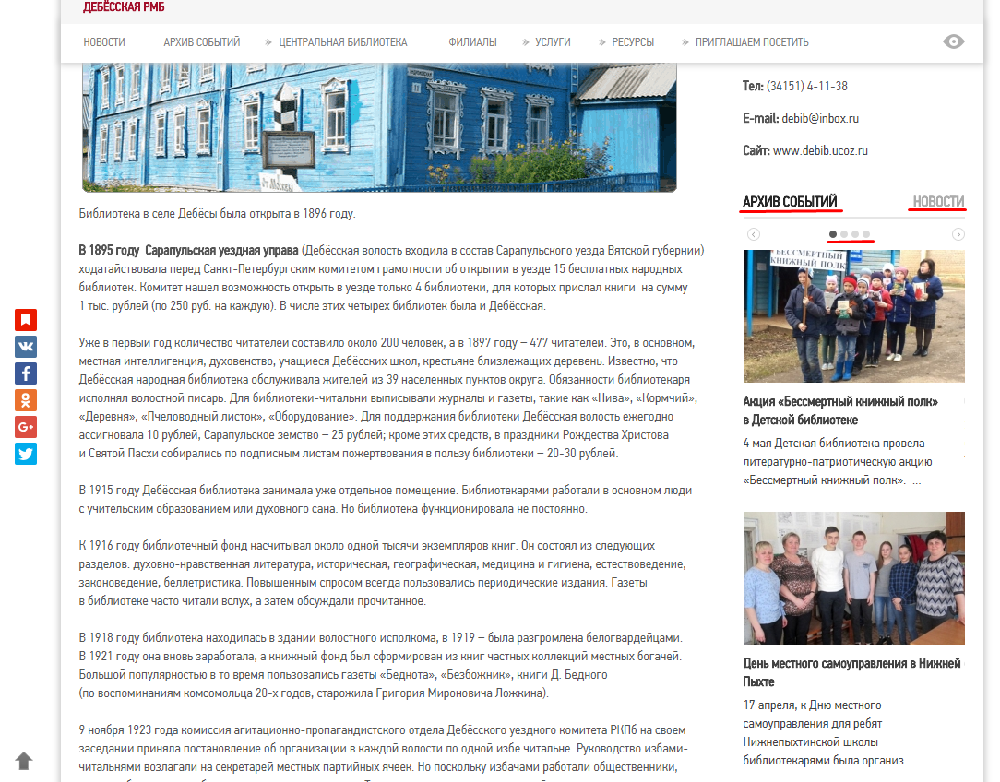 ДЕБЁССКАЯ РМБ
НОВОСТИ
АРХИВ СОБЫТИЙ
ЦЕНТРАЛЬНАЯ БИБЛИОТЕКА
ФИЛИАЛЫ
УСЛУГИ
РЕСУРСЫ
ПРИГЛАШАЕМ ПОСЕТИТЬ
От Москвы
Библиотека в селе Дебёсы была открыта в 1896 году.
В 1895 году Сарапульская уездная управа (Дебёсская волость входила в состав Сарапульского уезда Вятской губернии)
ходатайствовала перед Санкт-Петербургским комитетом грамотности об открытии в уезде 15 бесплатных народных
библиотек. Комитет нашел возможность открыть в уезде только 4 библиотеки, для которых прислал книги на сумму
1 тыс. рублей (по 250 руб. на каждую). В числе этих четырех библиотек была и Дебёсская.
Уже в первый год количество читателей составило около 200 человек, а в 1897 году – 477 читателей. Это, в основном,
местная интеллигенция, духовенство, учащиеся Дебёсских школ, крестьяне близлежащих деревень. Известно, что
Дебёсская народная библиотека обслуживала жителей из 39 населенных пунктов округа. Обязанности библиотекаря
исполнял волостной писарь. Для библиотеки-читальни выписывали журналы и газеты, такие как «Нива», «Кормчий»,
«Деревня», «Пчеловодный листок», «Оборудование». Для поддержания библиотеки Дебёсская волость ежегодно
ассигновала 10 рублей, Сарапульское земство – 25 рублей; кроме этих средств, в праздники Рождества Христова
и Святой Пасхи собирались по подписным листам пожертвования в пользу библиотеки – 20-30 рублей.
В 1915 году Дебёсская библиотека занимала уже отдельное помещение. Библиотекарями работали в основном люди
с учительским образованием или духовного сана. Но библиотека функционировала не постоянно.
К 1916 году библиотечный фонд насчитывал около одной тысячи экземпляров книг. Он состоял из следующих
разделов: духовно-нравственная литература, историческая, географическая, медицина и гигиена, естествоведение,
законоведение, беллетристика. Повышенным спросом всегда пользовались периодические издания. Газеты
в библиотеке часто читали вслух, а затем обсуждали прочитанное.
В 1918 году библиотека находилась в здании волостного исполкома, в 1919 – была разгромлена белогвардейцами.
В 1921 году она вновь заработала, а книжный фонд был сформирован из книг частных коллекций местных богачей.
Большой популярностью в то время пользовались газеты «Беднота», «Безбожник», книги Д. Бедного
(по воспоминаниям комсомольца 20-х годов, старожила Григория Мироновича Ложкина).
9 ноября 1923 года комиссия агитационно-пропагандистского отдела Дебёсского уездного комитета РКПб на своем
заседании приняла постановление об организации в каждой волости по одной избе читальне. Руководство избами-
читальнями возлагали на секретарей местных партийных ячеек. Но поскольку избачами работали общественники,
Тел: (34151) 4-11-38
E-mail: debib@inbox.ru
Сайт: www.debib.ucoz.ru
АРХИВ СОБЫТИЙ
НОВОСТИ
БЕССМЕРТНЫЙ
КНИЖНЫЙ ПОЛК
Акция «Бессмертный книжный полк»
в Детской библиотеке
4 мая Детская библиотека провела
литературно-патриотическую акцию
«Бессмертный книжный полк». ...
День местного самоуправления в Нижней
Пыхте
17 апреля, к Дню местного
самоуправления для ребят
Нижнепыхтинской школы
библиотекарями была организ...